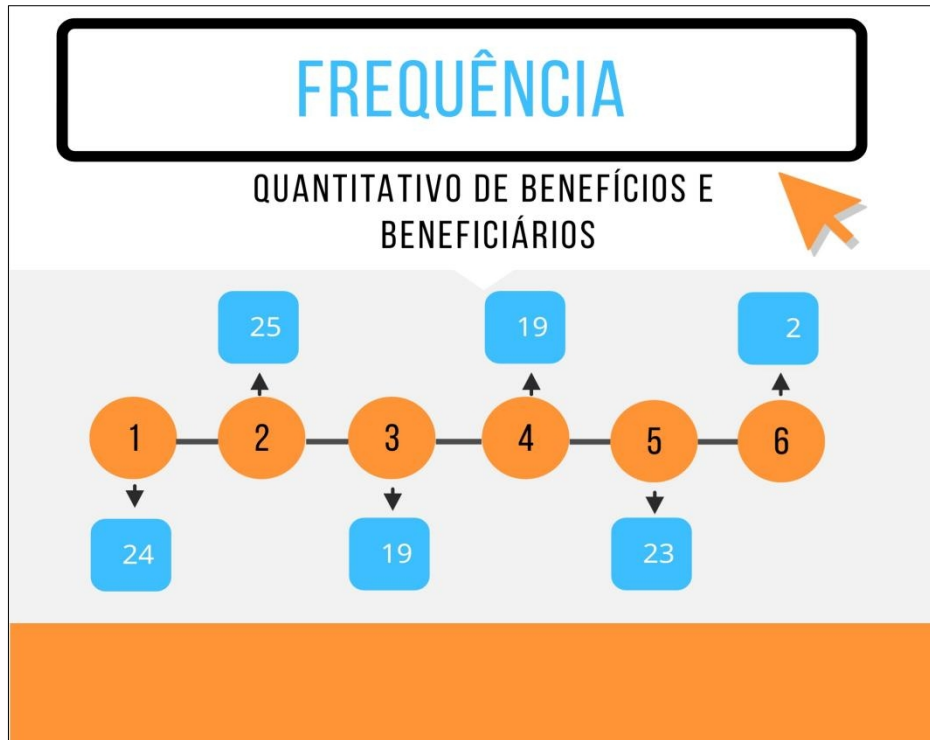 FREQUÊNCIA
QUANTITATIVO DE BENEFÍCIOS E
BENEFICIÁRIOS
25 19 2
1 2 3 4 5 6
24 19 23